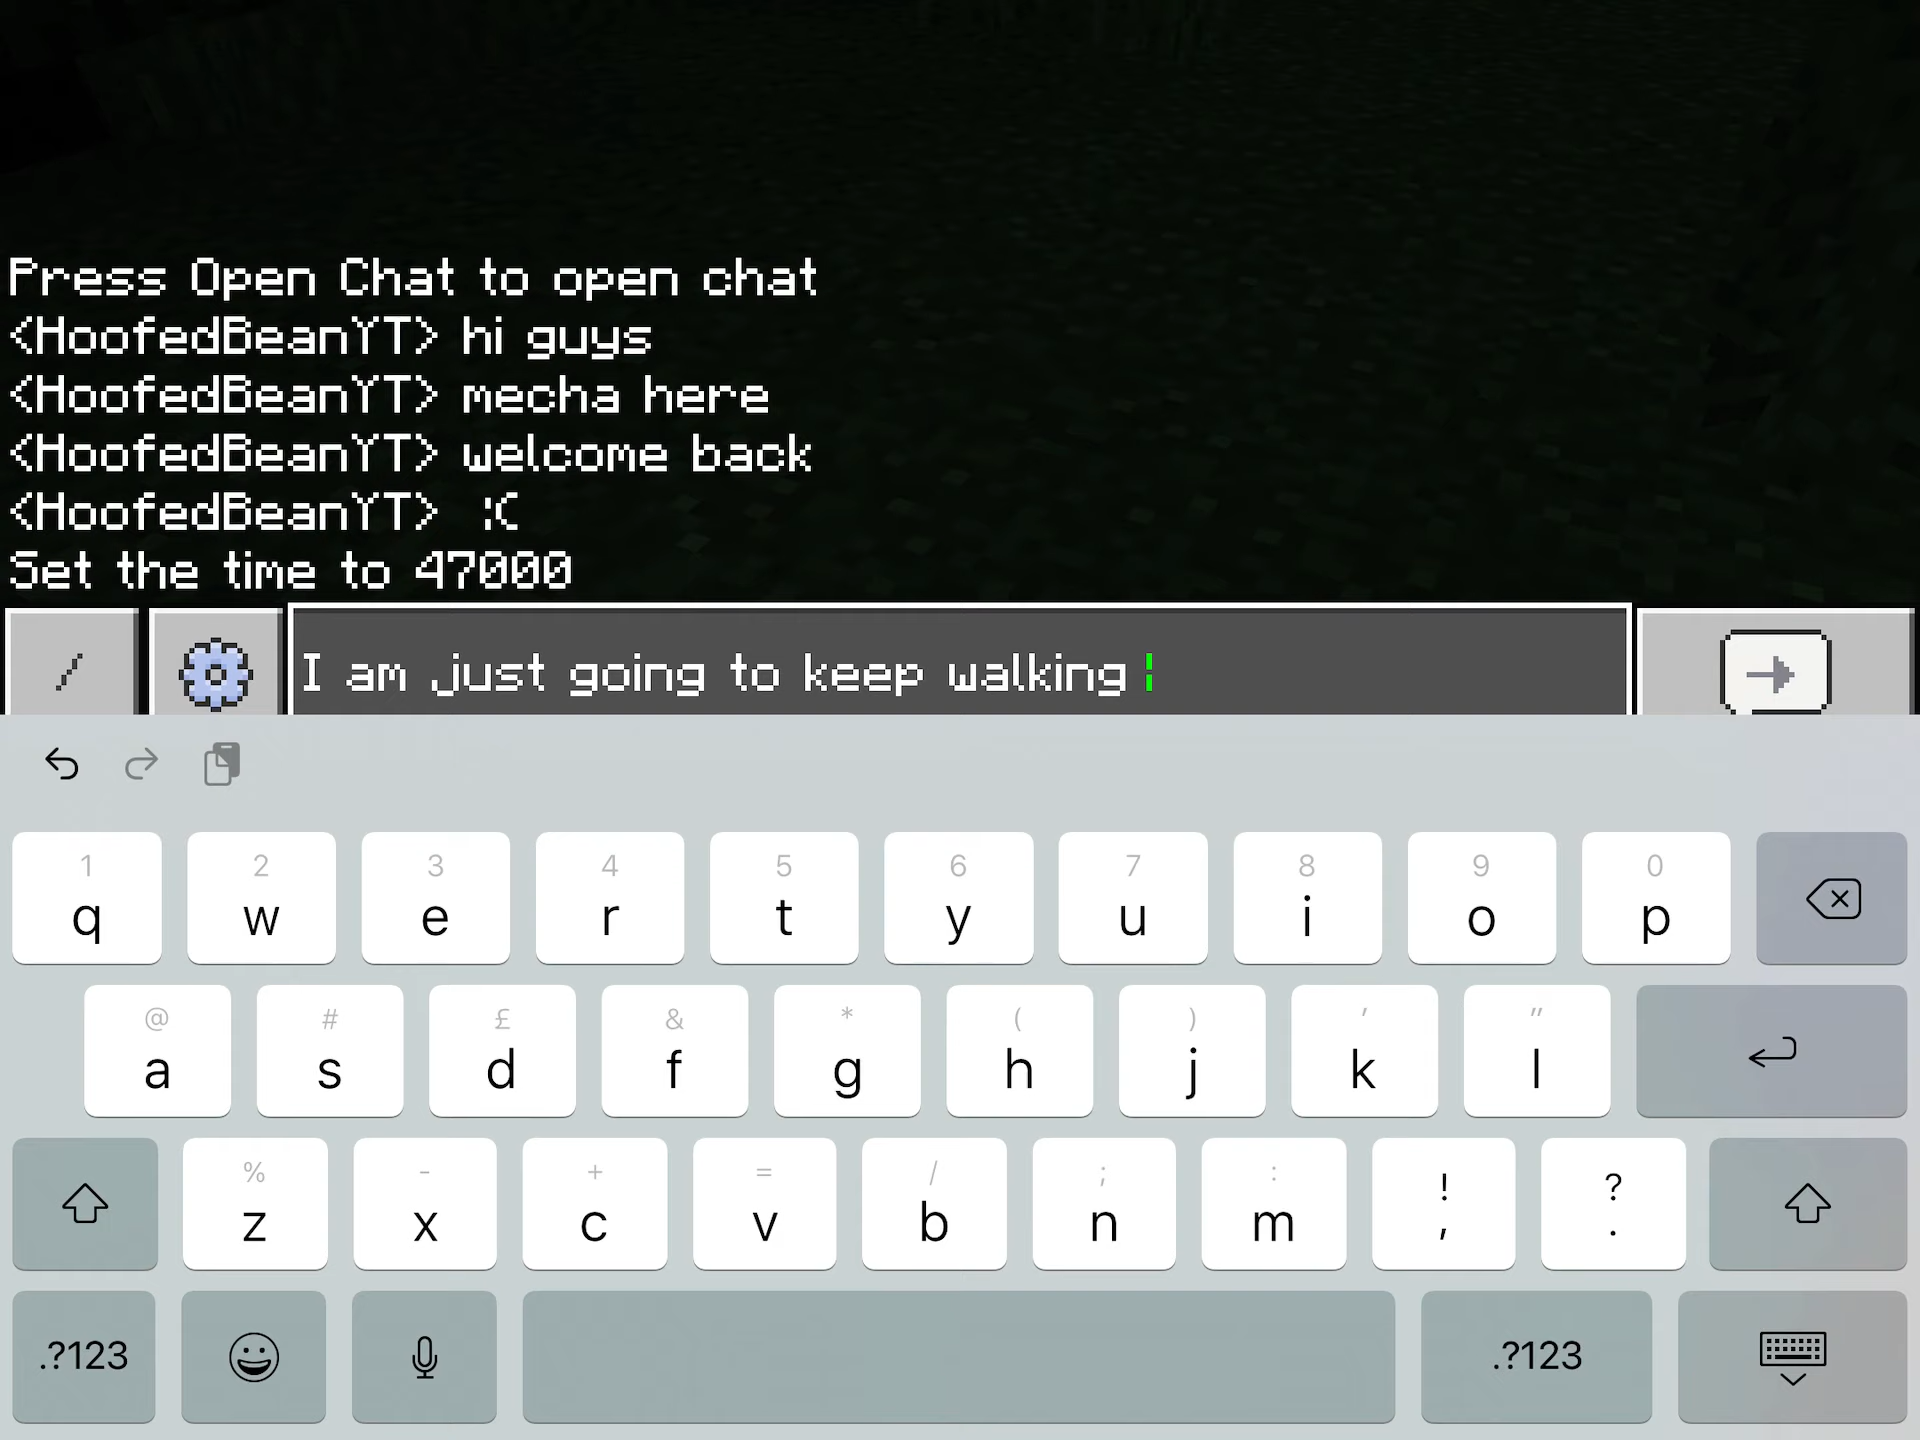 Press Open Chat to open chat
<HoofedBeanYT> hi guys
<HoofedBeanYT> mecha here
<HoofedBeanYT> welcome back
<HoofedBeanYT>  :(
Set the time to 47000
/
I am just going to keep walking
1 2 3 4 5 6 7 8 9 0
q w e r t y u i o p
@ # £ & * ( ) ' "
a s d f g h j k l
% - + = / ; : ! ?
z x c v b n m , .
.?123 .?123